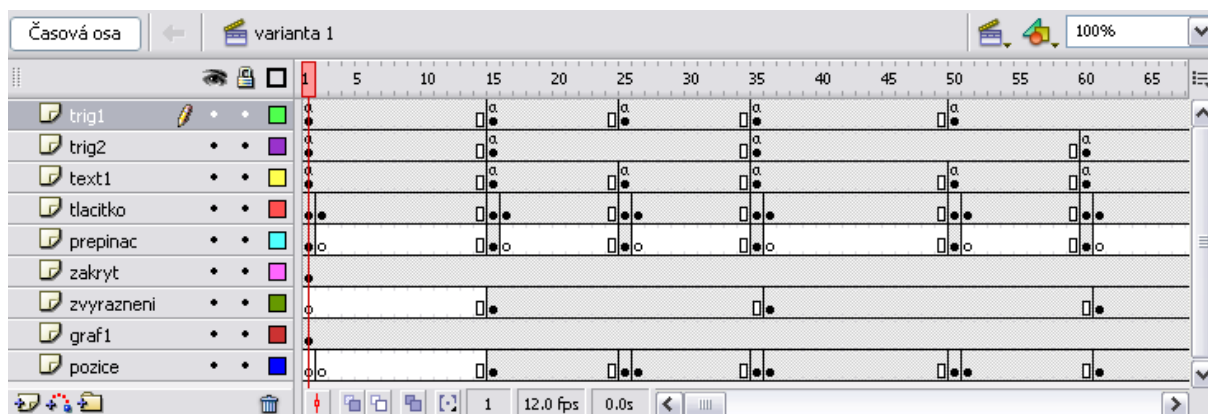 Časová osa varianta 1 100%
1 5 10 15 20 25 30 35 40 45 50 55 60 65
trig1 a a a a a
trig2 a a a a
text1 a a a a a a
tlacitko
prepinac
zakryt
zvyrazneni
graf1
pozice
1 12.0 fps 0.0s